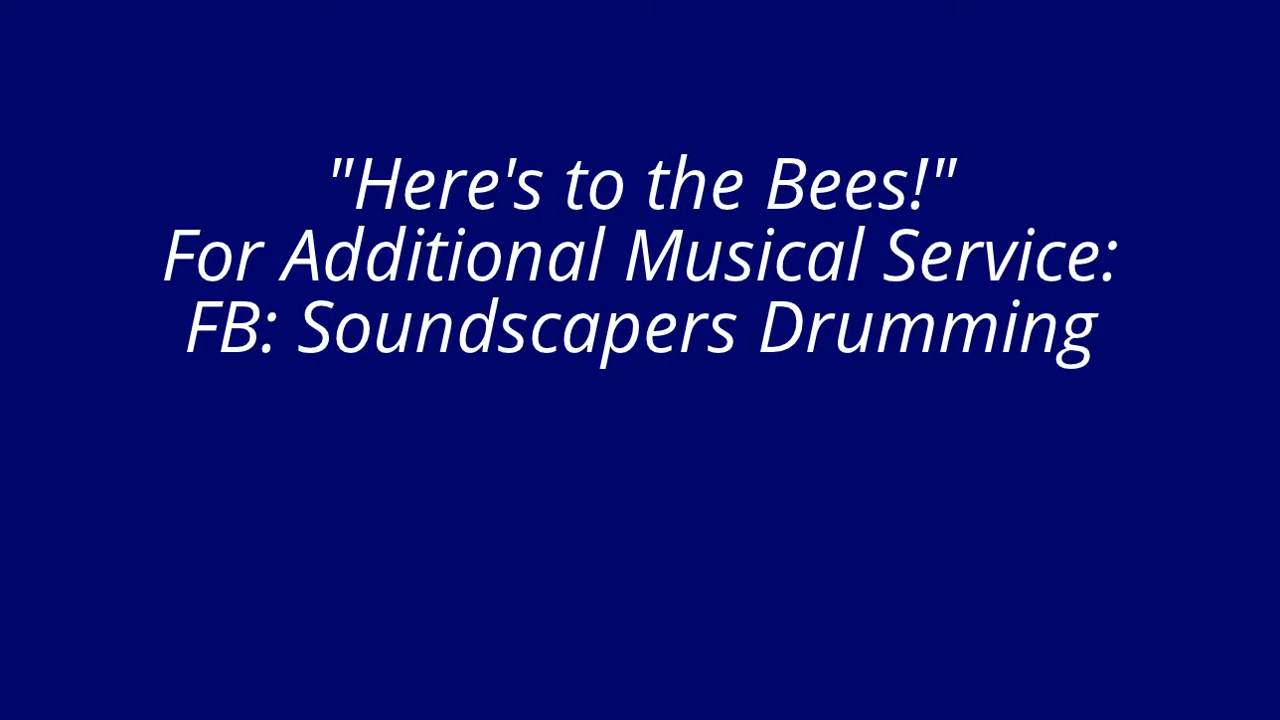 "Here's to the Bees!"
For Additional Musical Service:
FB: Soundscapers Drumming